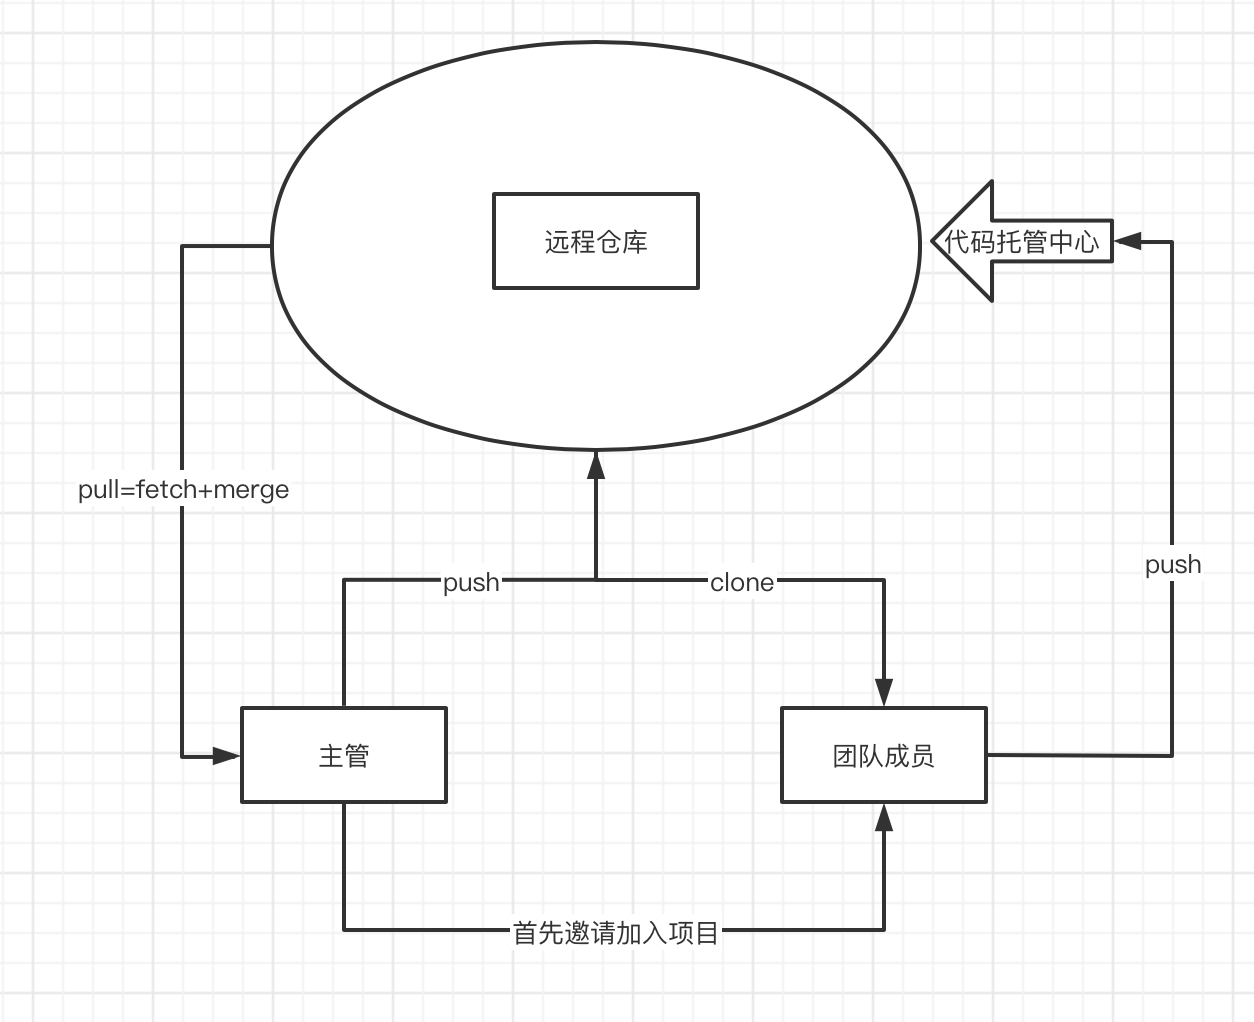 远程仓库
代码托管中心
pull=fetch+merge
push
clone
push
主管
团队成员
首先邀请加入项目